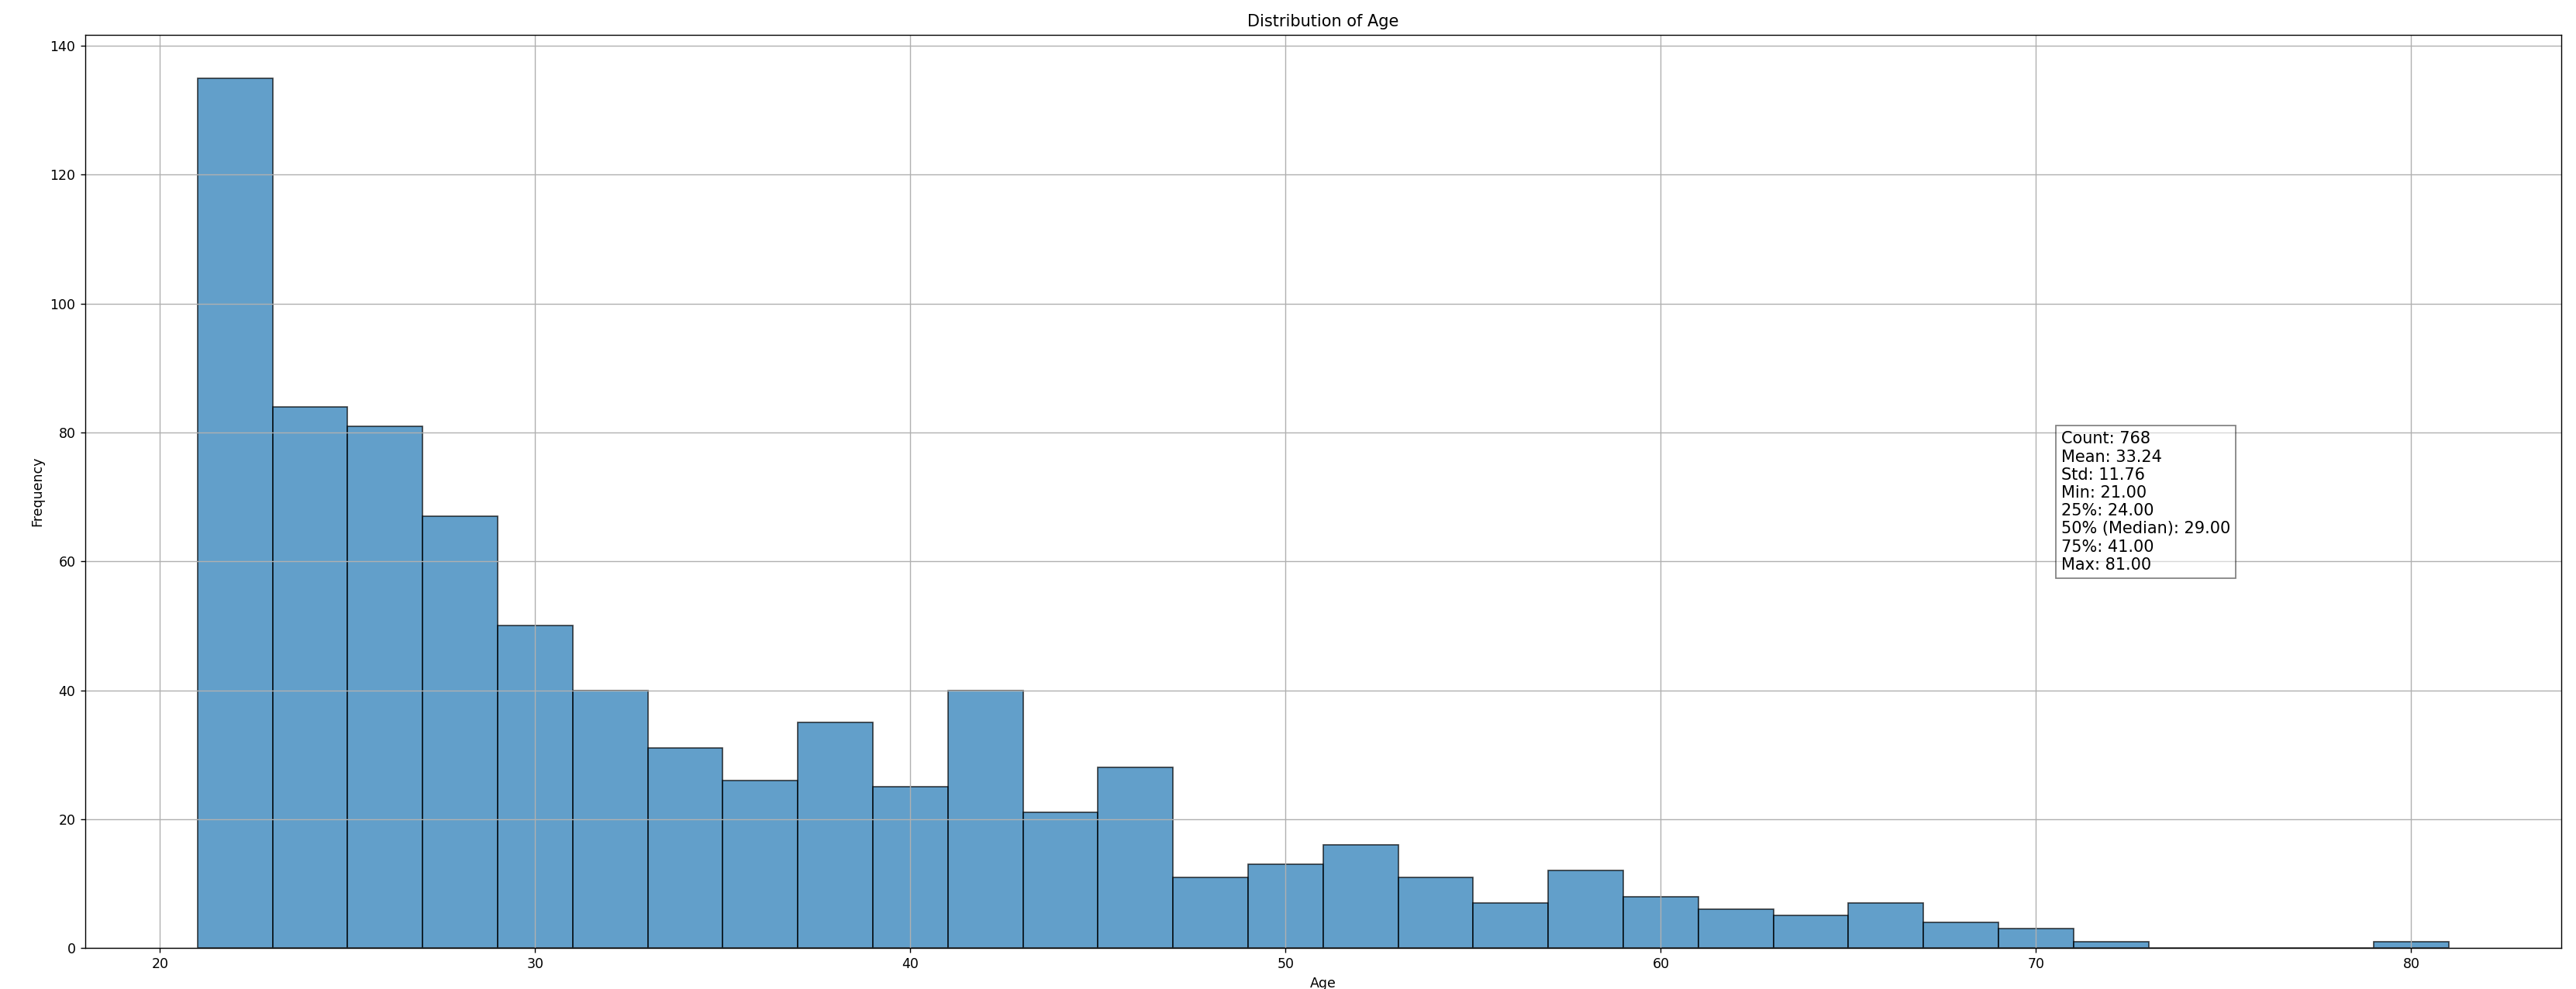 Distribution of Age
140
120
100
80
60
40
20
0
Frequency
Count: 768
Mean: 33.24
Std: 11.76
Min: 21.00
25%: 24.00
50% (Median): 29.00
75%: 41.00
Max: 81.00
20 30 40 50 60 70 80
Age